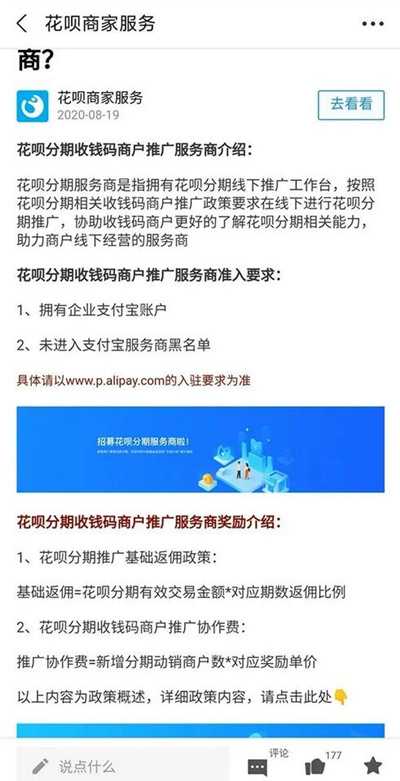 花呗商家服务
商？
花呗商家服务
2020-08-19
去看看
花呗分期收钱码商户推广服务商介绍：
花呗分期服务商是指拥有花呗分期线下推广工作台，按照
花呗分期相关收钱码商户推广政策要求在线下进行花呗分
期推广，协助收钱码商户更好的了解花呗分期相关能力，
助力商户线下经营的服务商
花呗分期收钱码商户推广服务商准入要求：
1、拥有企业支付宝账户
2、未进入支付宝服务商黑名单
具体请以www.p.alipay.com的入驻要求为准
招募花呗分期服务商啦！
花呗分期收钱码商户推广服务商奖励介绍：
1、花呗分期推广基础返佣政策：
基础返佣=花呗分期有效交易金额*对应期数返佣比例
2、花呗分期收钱码商户推广协作费：
推广协作费=新增分期动销商户数*对应奖励单价
以上内容为政策概述，详细政策内容，请点击此处👇
说点什么
评论
177